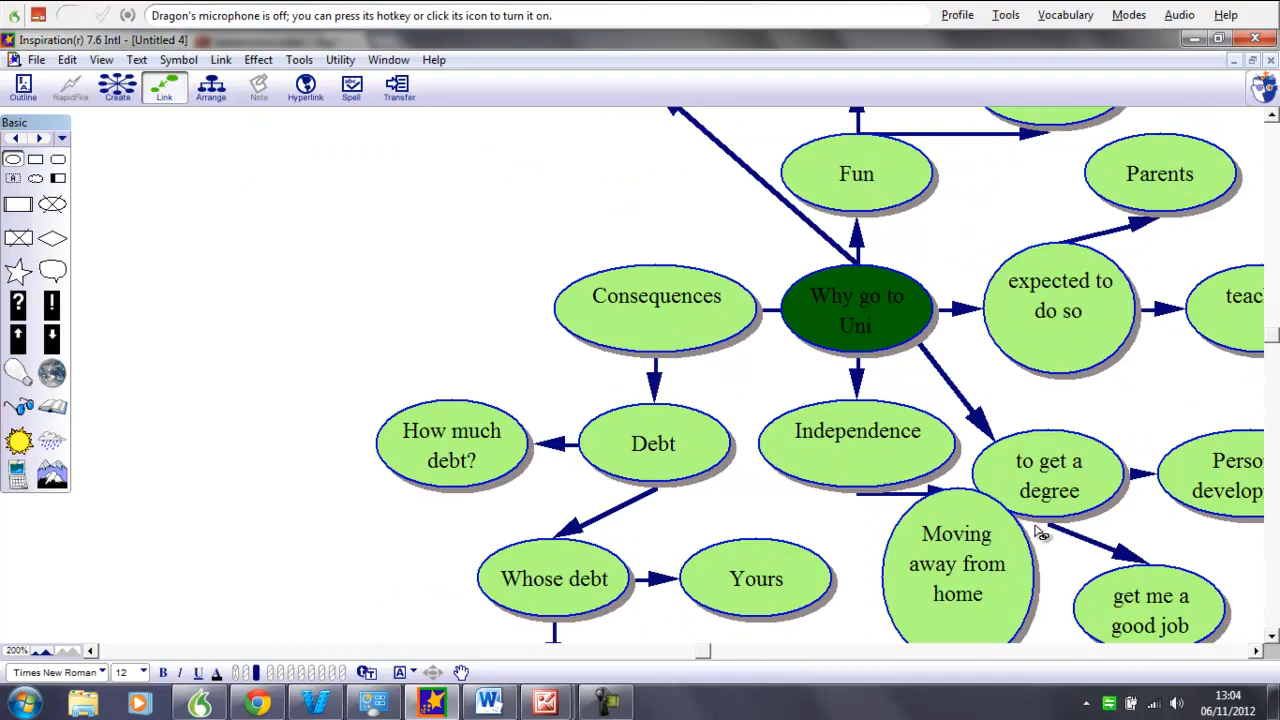 Dragon's microphone is off; you can press its hotkey or click its icon to turn it on.
Profile Tools Vocabulary Modes Audio Help
Inspiration(r) 7.6 Intl - [Untitled 4]
File Edit View Text Symbol Link Effect Tools Utility Window Help
Outline RapidFire Create Link Arrange Note Hyperlink Spell Transfer
Basic
Fun
Parents
Consequences
Why go to
Uni
expected to
do so
teac
How much
debt?
Debt
Independence
to get a
degree
Perso
develop
Whose debt
Yours
Moving
away from
home
get me a
good job
200%
Times New Roman 12 B I U A A
13:04
06/11/2012